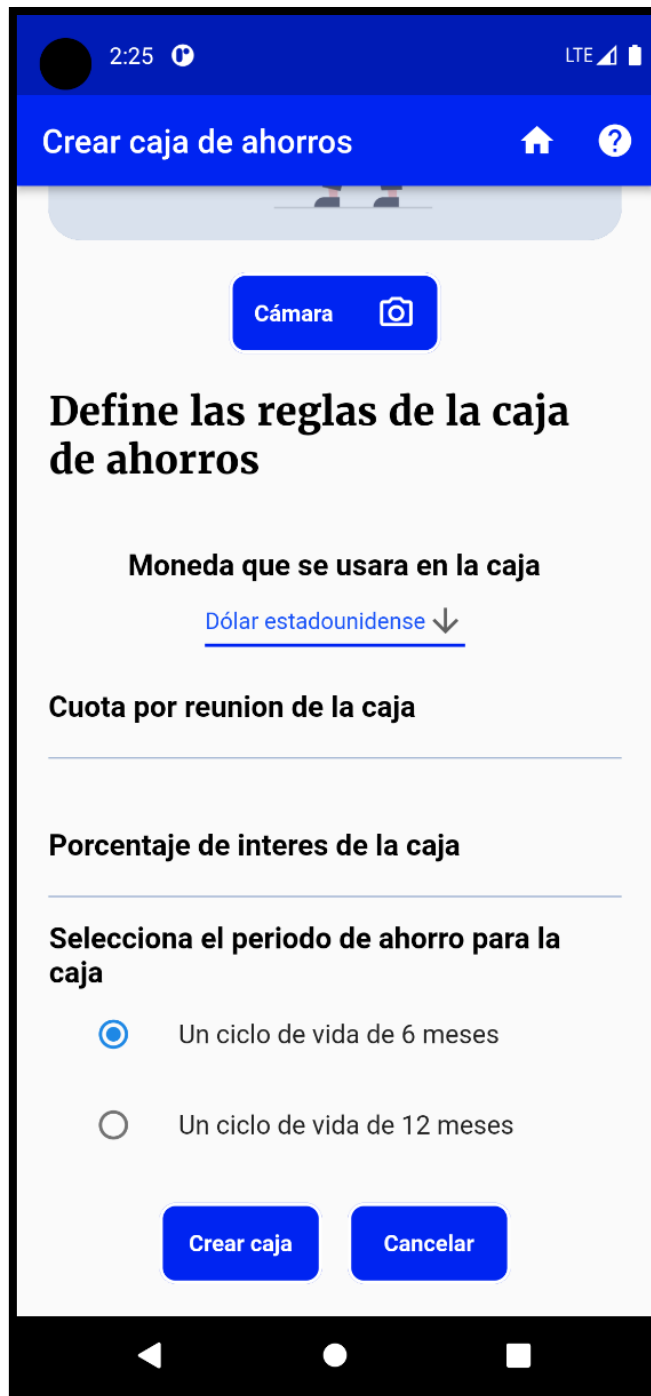 2:25
LTE
Crear caja de ahorros
Cámara
Define las reglas de la caja
de ahorros
Moneda que se usara en la caja
Dólar estadounidense
Cuota por reunion de la caja
Porcentaje de interes de la caja
Selecciona el periodo de ahorro para la
caja
Un ciclo de vida de 6 meses
Un ciclo de vida de 12 meses
Crear caja
Cancelar